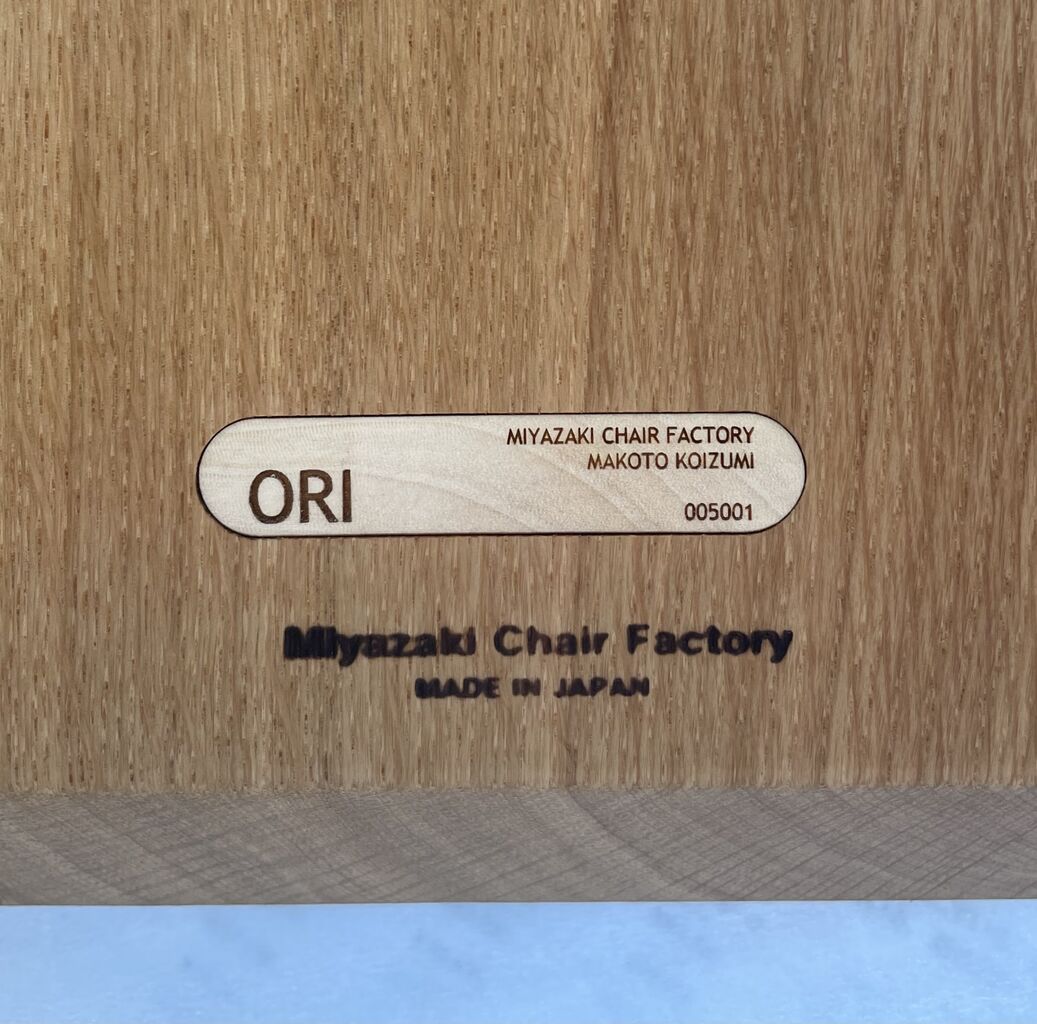 ORI
MIYAZAKI CHAIR FACTORY
MAKOTO KOIZUMI
005001
Miyazaki Chair Factory
MADE IN JAPAN